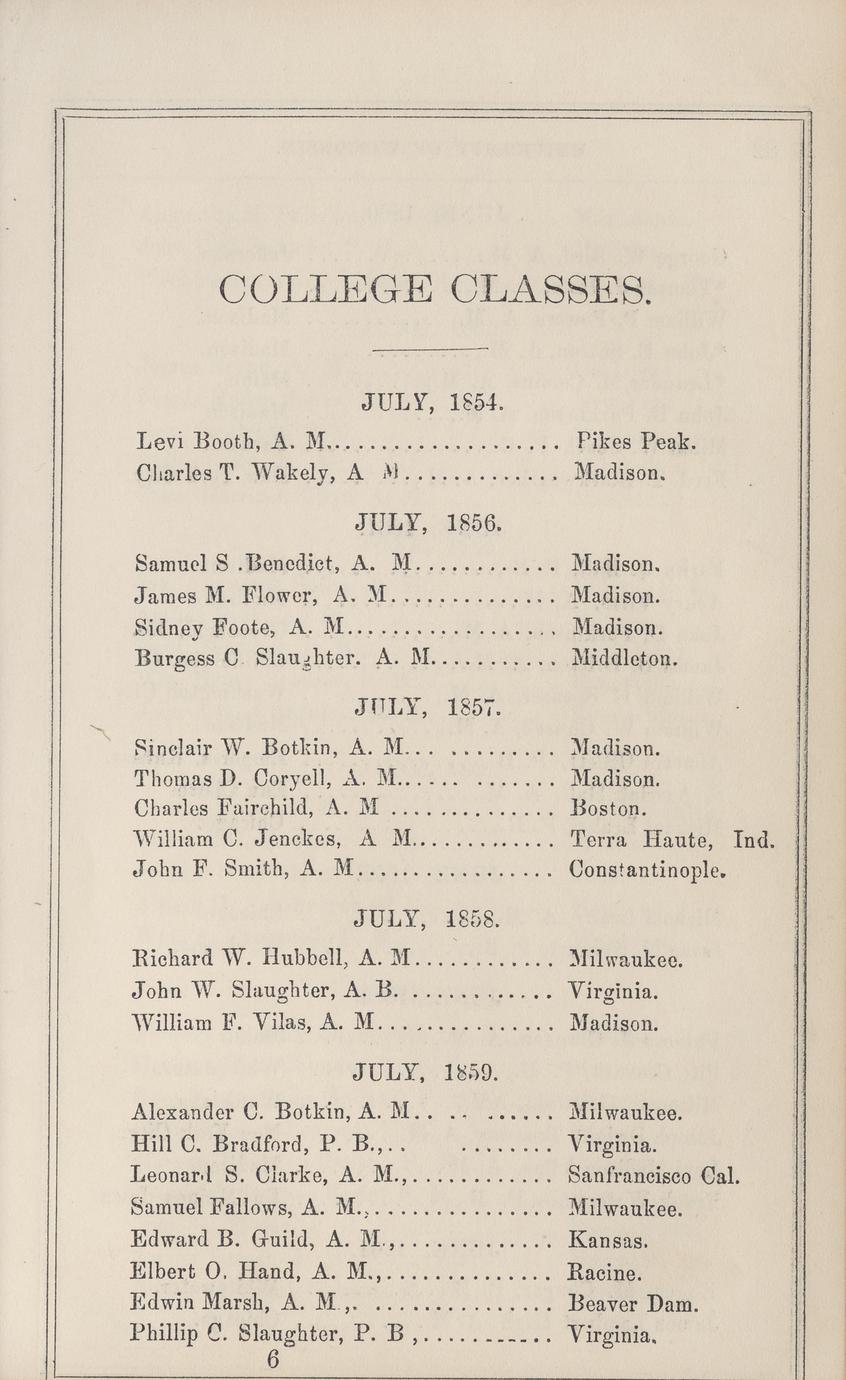 COLLEGE CLASSES.
JULY, 1854.
Levi Booth, A. M..................... Pikes Peak.
Charles T. Wakely, A M............. Madison.
JULY, 1856.
Samuel S .Benedict, A. M............ Madison.
James M. Flower, A. M.............. Madison.
Sidney Foote, A. M.................. Madison.
Burgess C Slaughter. A. M........... Middleton.
JULY, 1857.
Sinclair W. Botkin, A. M... ......... Madison.
Thomas D. Coryell, A. M...... ....... Madison.
Charles Fairchild, A. M .............. Boston.
William C. Jenckes, A M............. Terra Haute, Ind.
John F. Smith, A. M................. Constantinople.
JULY, 1858.
Richard W. Hubbell, A. M............ Milwaukee.
John W. Slaughter, A. B. ............ Virginia.
William F. Vilas, A. M............... Madison.
JULY, 1859.
Alexander C. Botkin, A. M.. .. ...... Milwaukee.
Hill C. Bradford, P. B.,.. ........ Virginia.
Leonard S. Clarke, A. M.,............ Sanfrancisco Cal.
Samuel Fallows, A. M.,............... Milwaukee.
Edward B. Guild, A. M.,............. Kansas.
Elbert O. Hand, A. M.,.............. Racine.
Edwin Marsh, A. M.,. ............... Beaver Dam.
Phillip C. Slaughter, P. B ,........... Virginia.
6